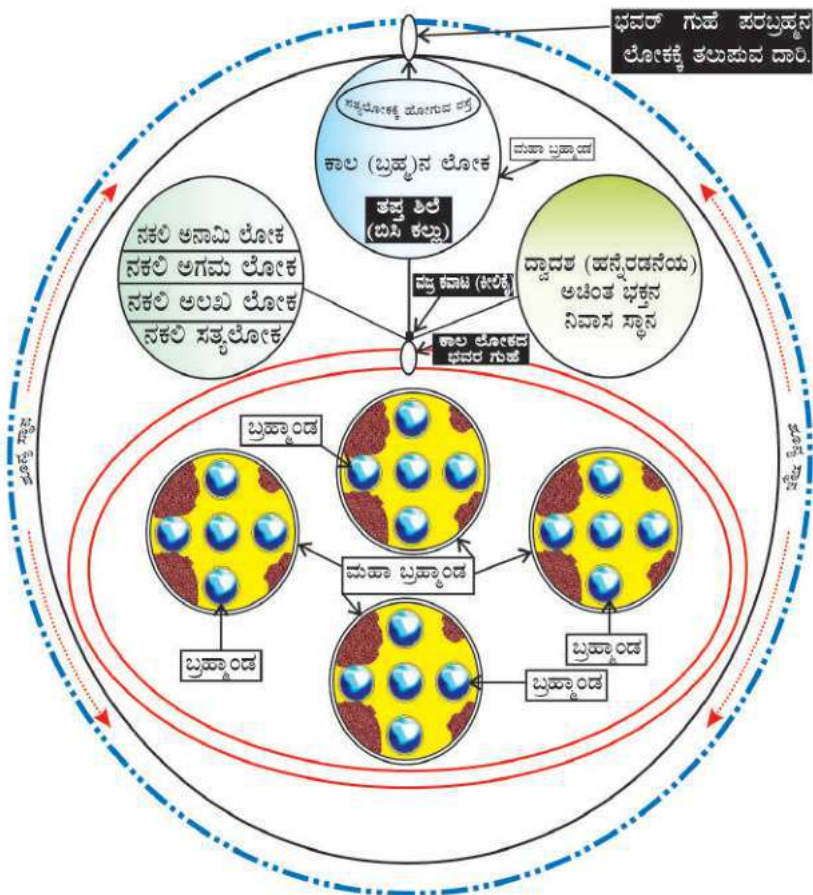 ಭವರ್ ಗುಹೆ ಪರಬ್ರಹ್ಮನ
ಲೋಕಕ್ಕೆ ತಲುಪುವ ದಾರಿ.
ಸತ್ಯಲೋಕಕ್ಕೆ ಹೋಗುವ ರಸ್ತೆ
ಕಾಲ (ಬ್ರಹ್ಮ)ನ ಲೋಕ
ತಪ್ತ ಶಿಲೆ
(ಬಿಸಿ ಕಲ್ಲು)
ಮಹಾ ಬ್ರಹ್ಮಾಂಡ
ನಕಲಿ ಅನಾಮಿ ಲೋಕ
ನಕಲಿ ಅಗಮ ಲೋಕ
ನಕಲಿ ಅಲಖ ಲೋಕ
ನಕಲಿ ಸತ್ಯಲೋಕ
ದ್ವಾದಶ (ಹನ್ನೆರಡನೆಯ)
ಅಚಿಂತ ಭಕ್ತನ
ನಿವಾಸ ಸ್ಥಾನ
ವಜ್ರ ಕವಾಟ (ಕೀಲಿಕೈ)
ಕಾಲ ಲೋಕದ
ಭವರ ಗುಹೆ
ಶೂನ್ಯ ಸ್ಥಾನ
ಶೂನ್ಯ ಸ್ಥಾನ
ಬ್ರಹ್ಮಾಂಡ
ಮಹಾ ಬ್ರಹ್ಮಾಂಡ
ಬ್ರಹ್ಮಾಂಡ
ಬ್ರಹ್ಮಾಂಡ
ಬ್ರಹ್ಮಾಂಡ